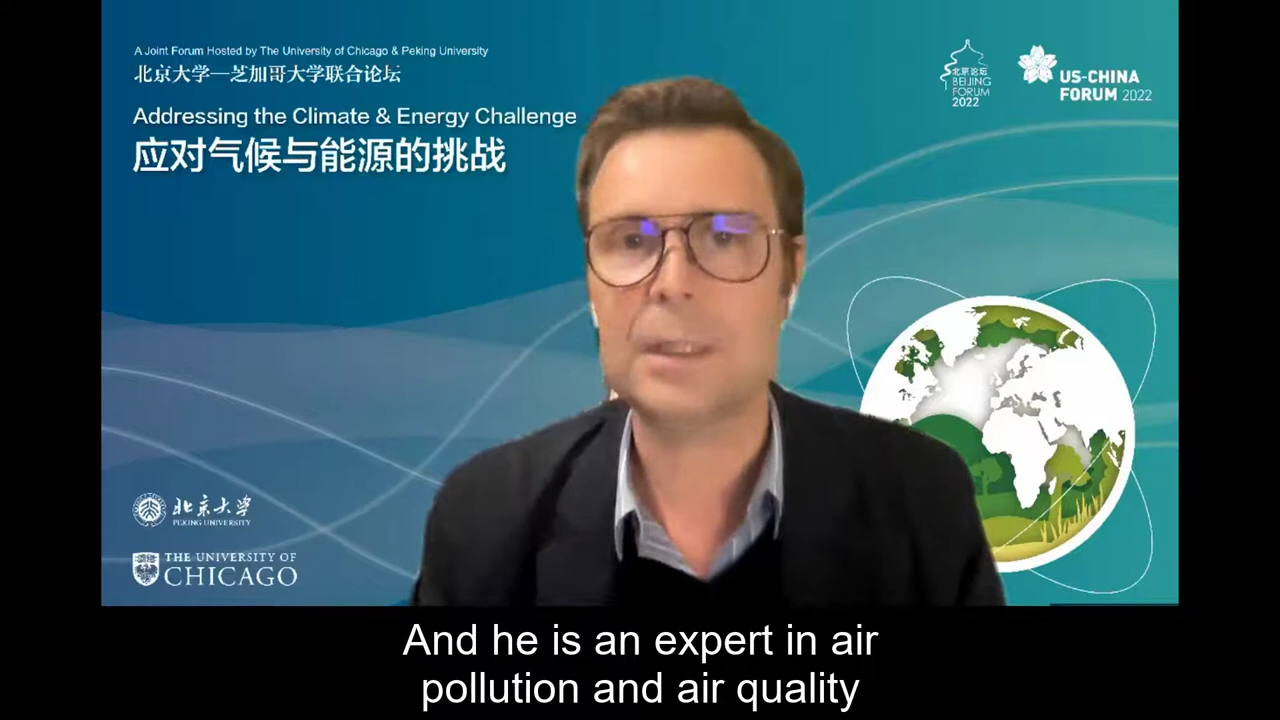 A Joint Forum Hosted by The University of Chicago & Peking University
北京大学—芝加哥大学联合论坛
Addressing the Climate & Energy Challenge
应对气候与能源的挑战
北京论坛
BEIJING
FORUM
2022
US-CHINA
FORUM 2022
北京大学
PEKING UNIVERSITY
THE UNIVERSITY OF
CHICAGO
And he is an expert in air
pollution and air quality